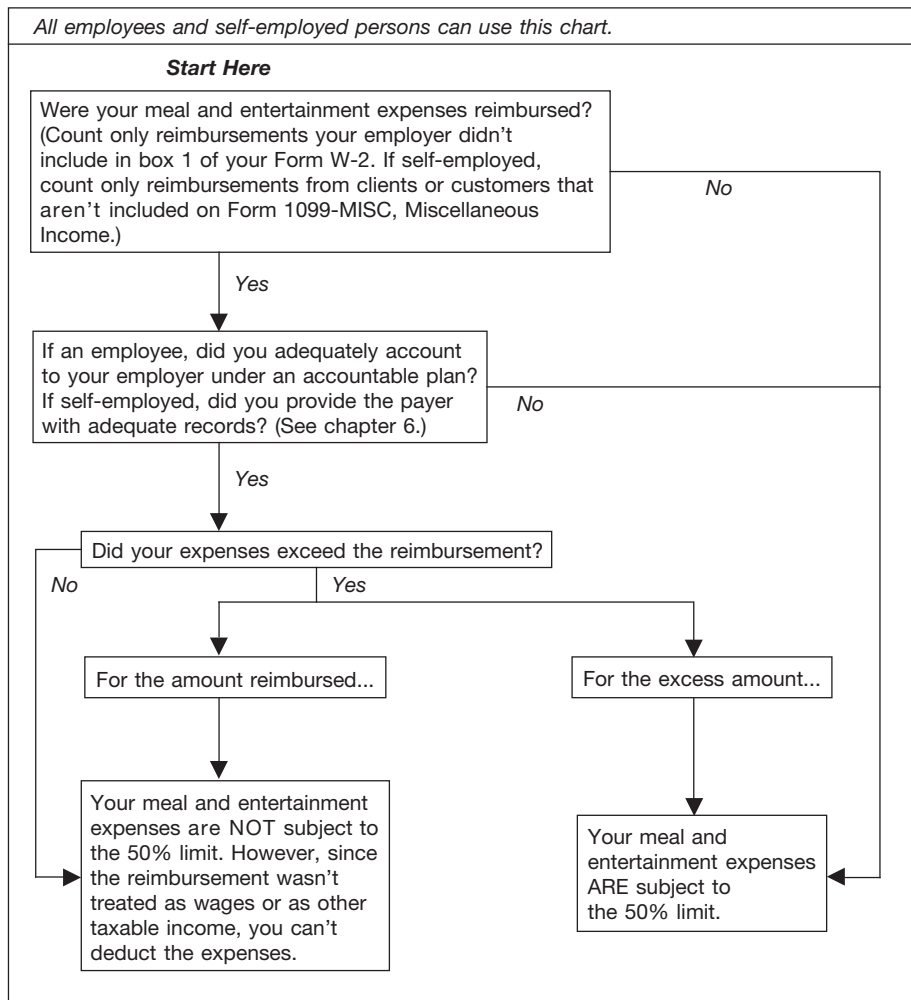 All employees and self-employed persons can use this chart.
Start Here
Were your meal and entertainment expenses reimbursed?
(Count only reimbursements your employer didn't
include in box 1 of your Form W-2. If self-employed,
count only reimbursements from clients or customers that
aren't included on Form 1099-MISC, Miscellaneous
Income.)
No
Yes
If an employee, did you adequately account
to your employer under an accountable plan?
If self-employed, did you provide the payer
with adequate records? (See chapter 6.)
No
Yes
Did your expenses exceed the reimbursement?
No
Yes
For the amount reimbursed...
For the excess amount...
Your meal and entertainment
expenses are NOT subject to
the 50% limit. However, since
the reimbursement wasn't
treated as wages or as other
taxable income, you can't
deduct the expenses.
Your meal and
entertainment expenses
ARE subject to
the 50% limit.